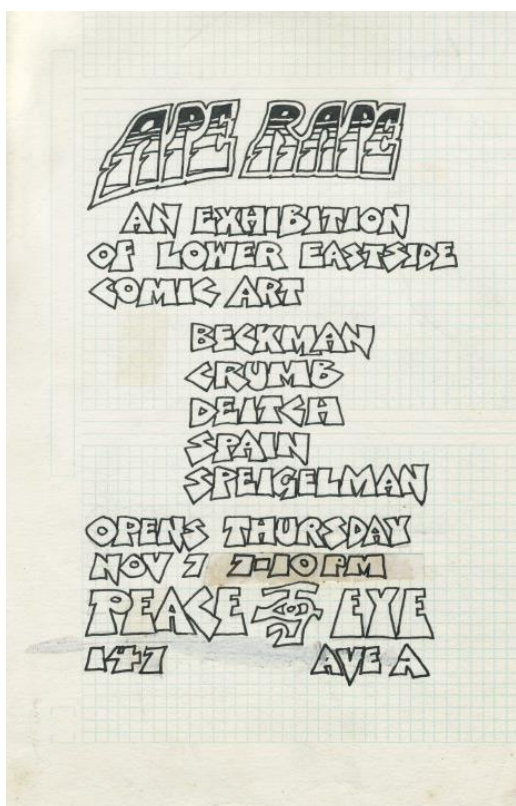 APE RAPE
AN EXHIBITION
OF LOWER EASTSIDE
COMIC ART
BECKMAN
CRUMB
DEITCH
SPAIN
SPEIGELMAN
OPENS THURSDAY
NOV 7 7-10 PM
PEACE EYE
147 AVE A